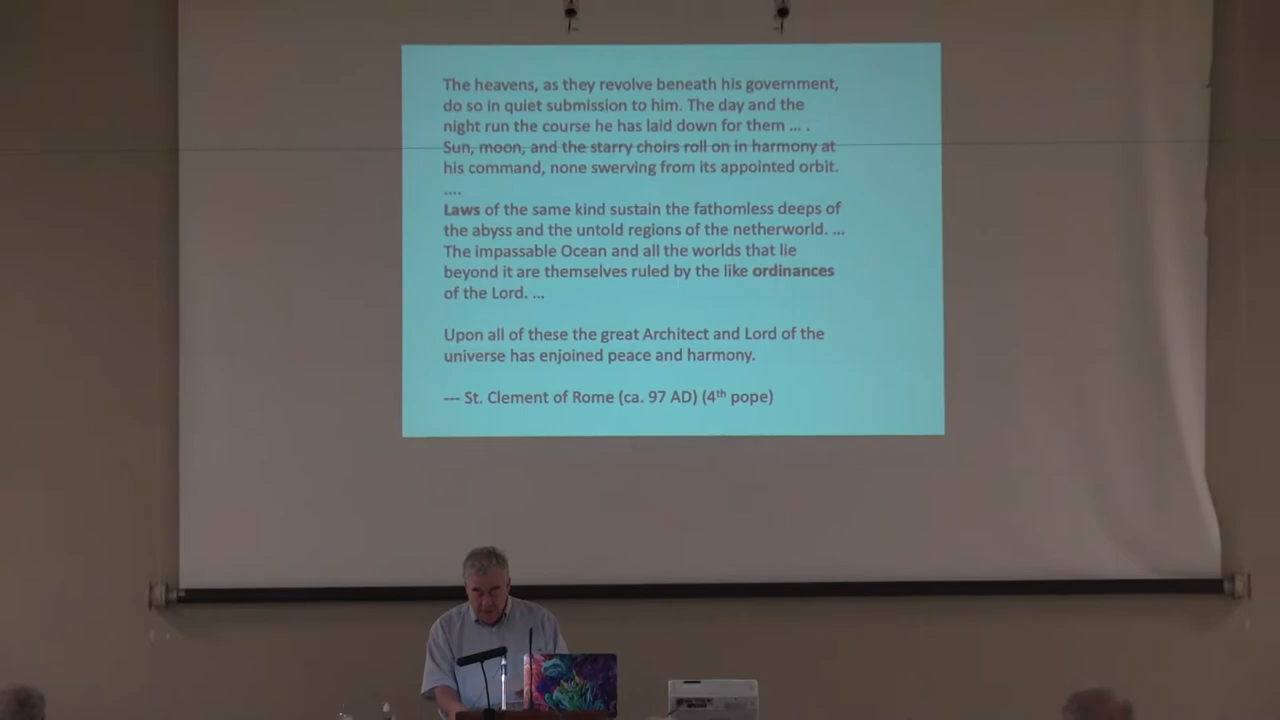 The heavens, as they revolve beneath his government,
do so in quiet submission to him. The day and the
night run the course he has laid down for them ... .
Sun, moon, and the starry choirs roll on in harmony at
his command, none swerving from its appointed orbit.
....
Laws of the same kind sustain the fathomless deeps of
the abyss and the untold regions of the netherworld. ...
The impassable Ocean and all the worlds that lie
beyond it are themselves ruled by the like ordinances
of the Lord. ...
Upon all of these the great Architect and Lord of the
universe has enjoined peace and harmony.
--- St. Clement of Rome (ca. 97 AD) (4th pope)